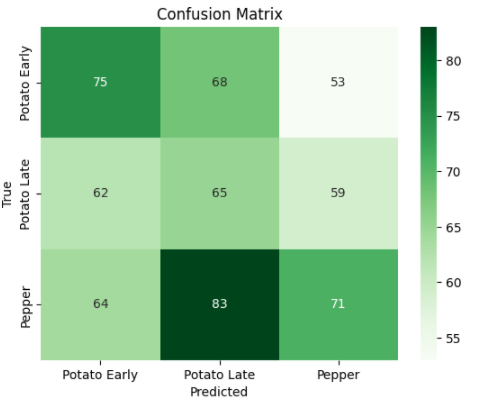 Confusion Matrix
True
Potato Early
75 68 53
80
75
70
65
60
55
Potato Late
62 65 59
Pepper
64 83 71
Potato Early Potato Late Pepper
Predicted